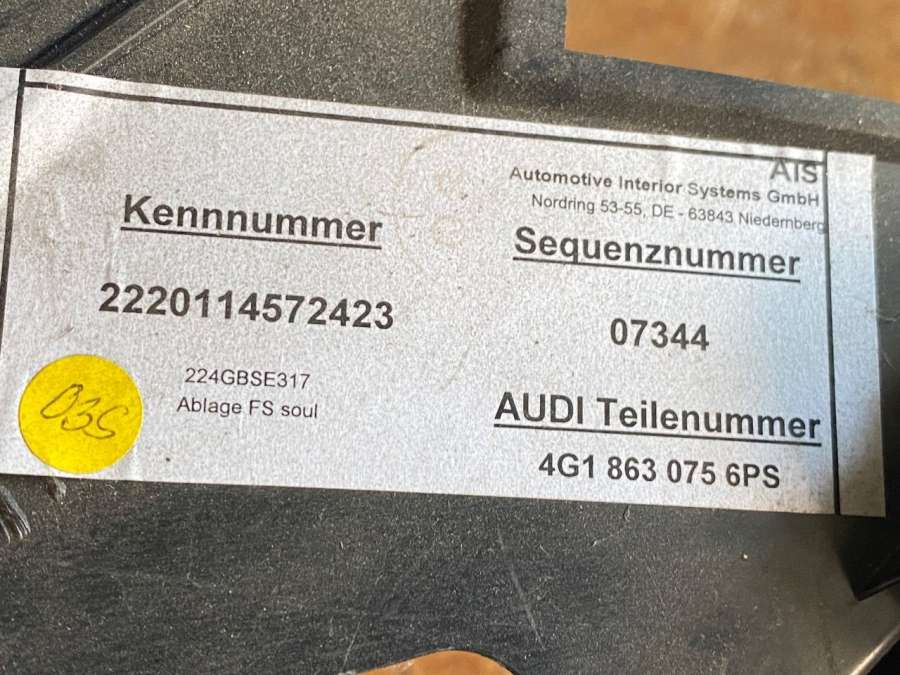 AIS
Automotive Interior Systems GmbH
Nordring 53-55, DE - 63843 Niedernberg
Kennnummer
2220114572423
224GBSE317
Ablage FS soul
Sequenznummer
07344
AUDI Teilenummer
4G1 863 075 6PS
03S